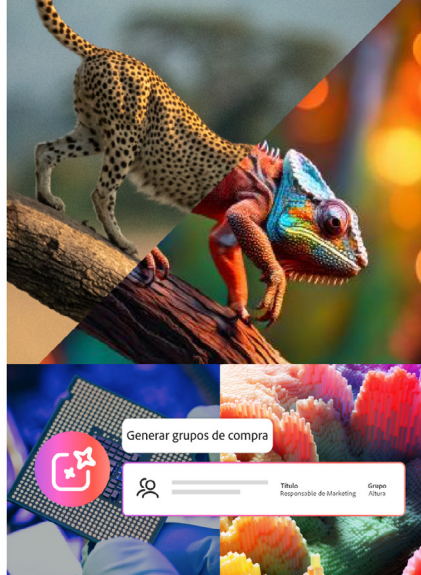 Generar grupos de compra
Título Grupo
Responsable de Marketing Altura